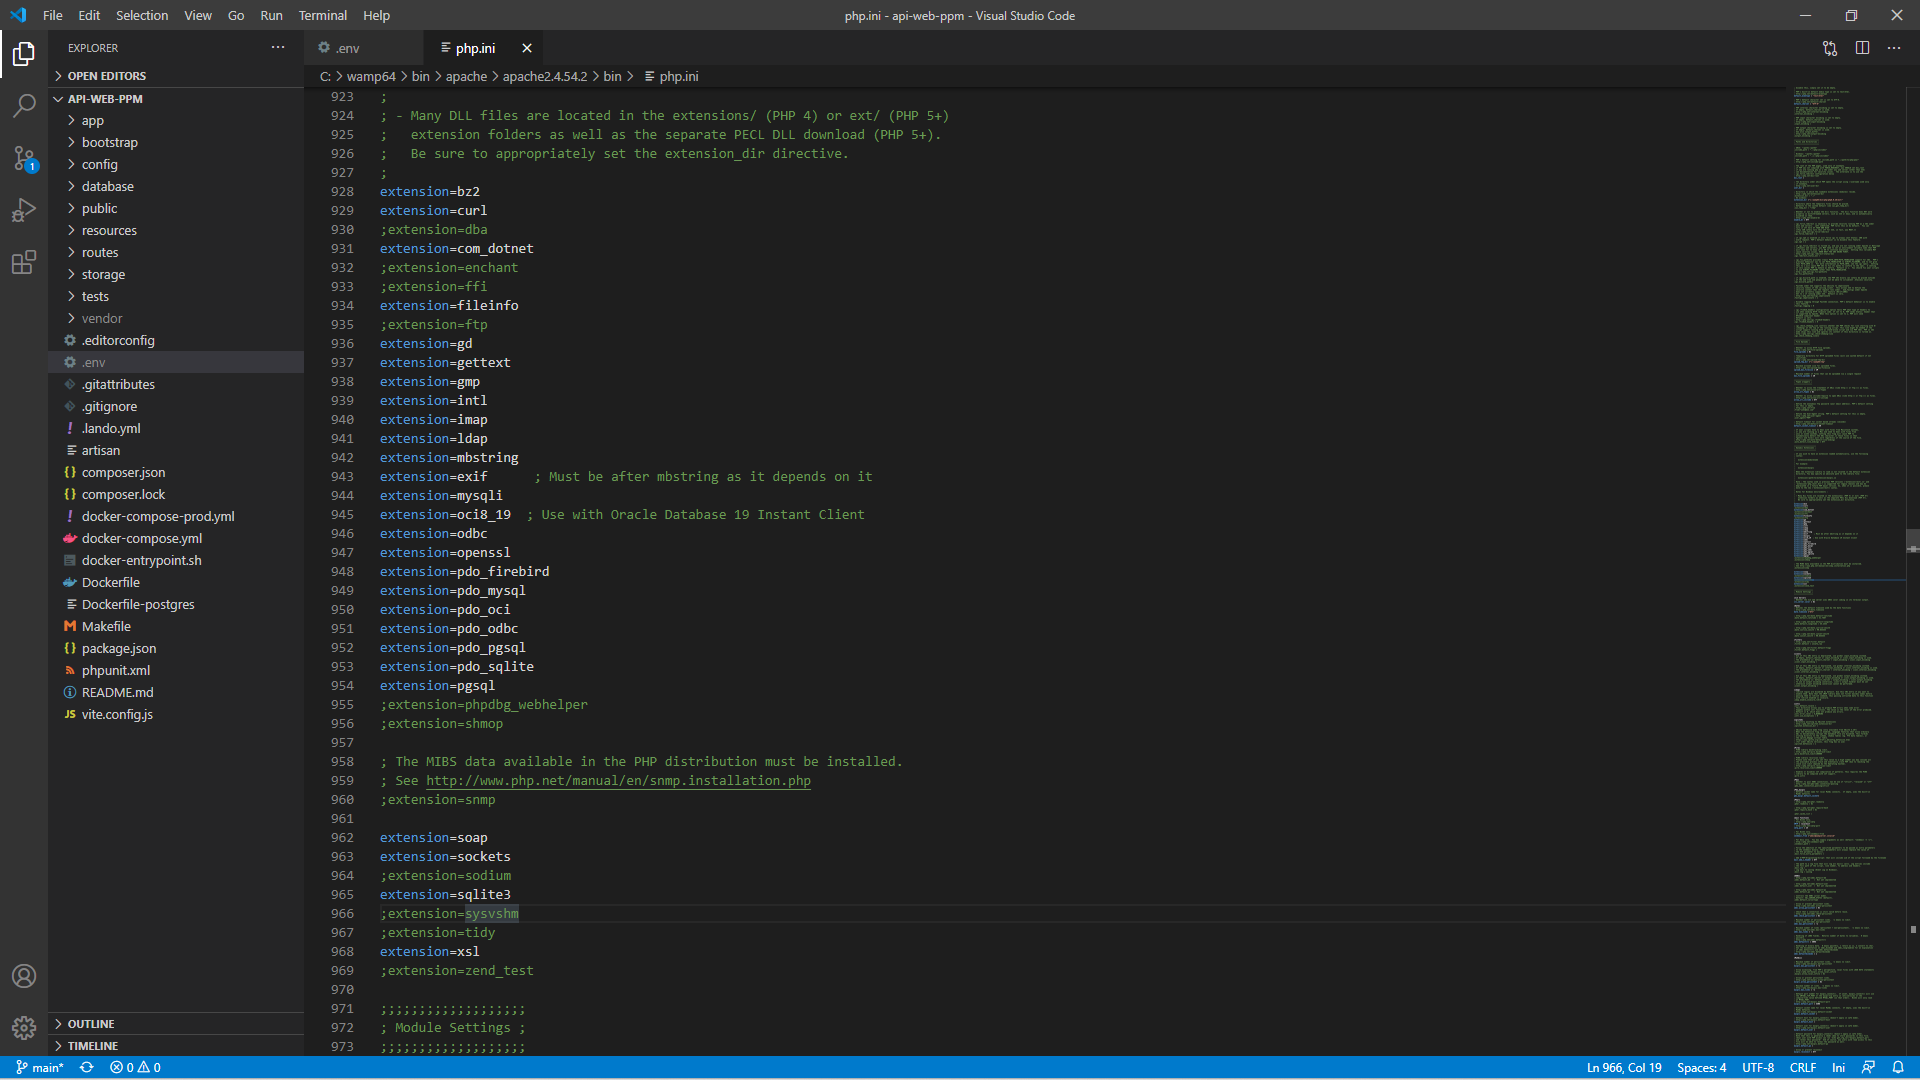 File Edit Selection View Go Run Terminal Help
php.ini - api-web-ppm - Visual Studio Code
EXPLORER
OPEN EDITORS
API-WEB-PPM
app
bootstrap
config
database
public
resources
routes
storage
tests
vendor
.editorconfig
.env
.gitattributes
.gitignore
.lando.yml
artisan
composer.json
composer.lock
docker-compose-prod.yml
docker-compose.yml
docker-entrypoint.sh
Dockerfile
Dockerfile-postgres
Makefile
package.json
phpunit.xml
README.md
JS vite.config.js
OUTLINE
TIMELINE
1
.env php.ini
C: > wamp64 > bin > apache > apache2.4.54.2 > bin > php.ini
923 ;
924 ; - Many DLL files are located in the extensions/ (PHP 4) or ext/ (PHP 5+)
925 ;   extension folders as well as the separate PECL DLL download (PHP 5+).
926 ;   Be sure to appropriately set the extension_dir directive.
927 ;
928 extension=bz2
929 extension=curl
930 ;extension=dba
931 extension=com_dotnet
932 ;extension=enchant
933 ;extension=ffi
934 extension=fileinfo
935 ;extension=ftp
936 extension=gd
937 extension=gettext
938 extension=gmp
939 extension=intl
940 extension=imap
941 extension=ldap
942 extension=mbstring
943 extension=exif      ; Must be after mbstring as it depends on it
944 extension=mysqli
945 extension=oci8_19  ; Use with Oracle Database 19 Instant Client
946 extension=odbc
947 extension=openssl
948 extension=pdo_firebird
949 extension=pdo_mysql
950 extension=pdo_oci
951 extension=pdo_odbc
952 extension=pdo_pgsql
953 extension=pdo_sqlite
954 extension=pgsql
955 ;extension=phpdbg_webhelper
956 ;extension=shmop
957
958 ; The MIBS data available in the PHP distribution must be installed.
959 ; See http://www.php.net/manual/en/snmp.installation.php
960 ;extension=snmp
961
962 extension=soap
963 extension=sockets
964 ;extension=sodium
965 extension=sqlite3
966 ;extension=sysvshm
967 ;extension=tidy
968 extension=xsl
969 ;extension=zend_test
970
971 ;;;;;;;;;;;;;;;;;;;
972 ; Module Settings ;
973 ;;;;;;;;;;;;;;;;;;;
main* 0 0 Ln 966, Col 19 Spaces: 4 UTF-8 CRLF Ini